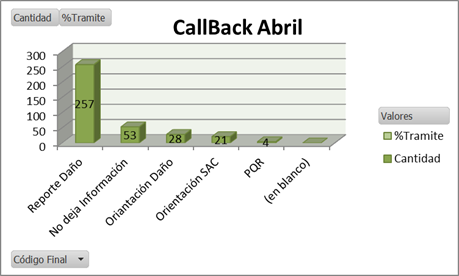 Cantidad %Tramite
CallBack Abril
300
250
200
150
100
50
0
257
53
28
21
4
Reporte Daño
No deja Información
Oriantación Daño
Orientación SAC
PQR
(en blanco)
Valores
%Tramite
Cantidad
Código Final